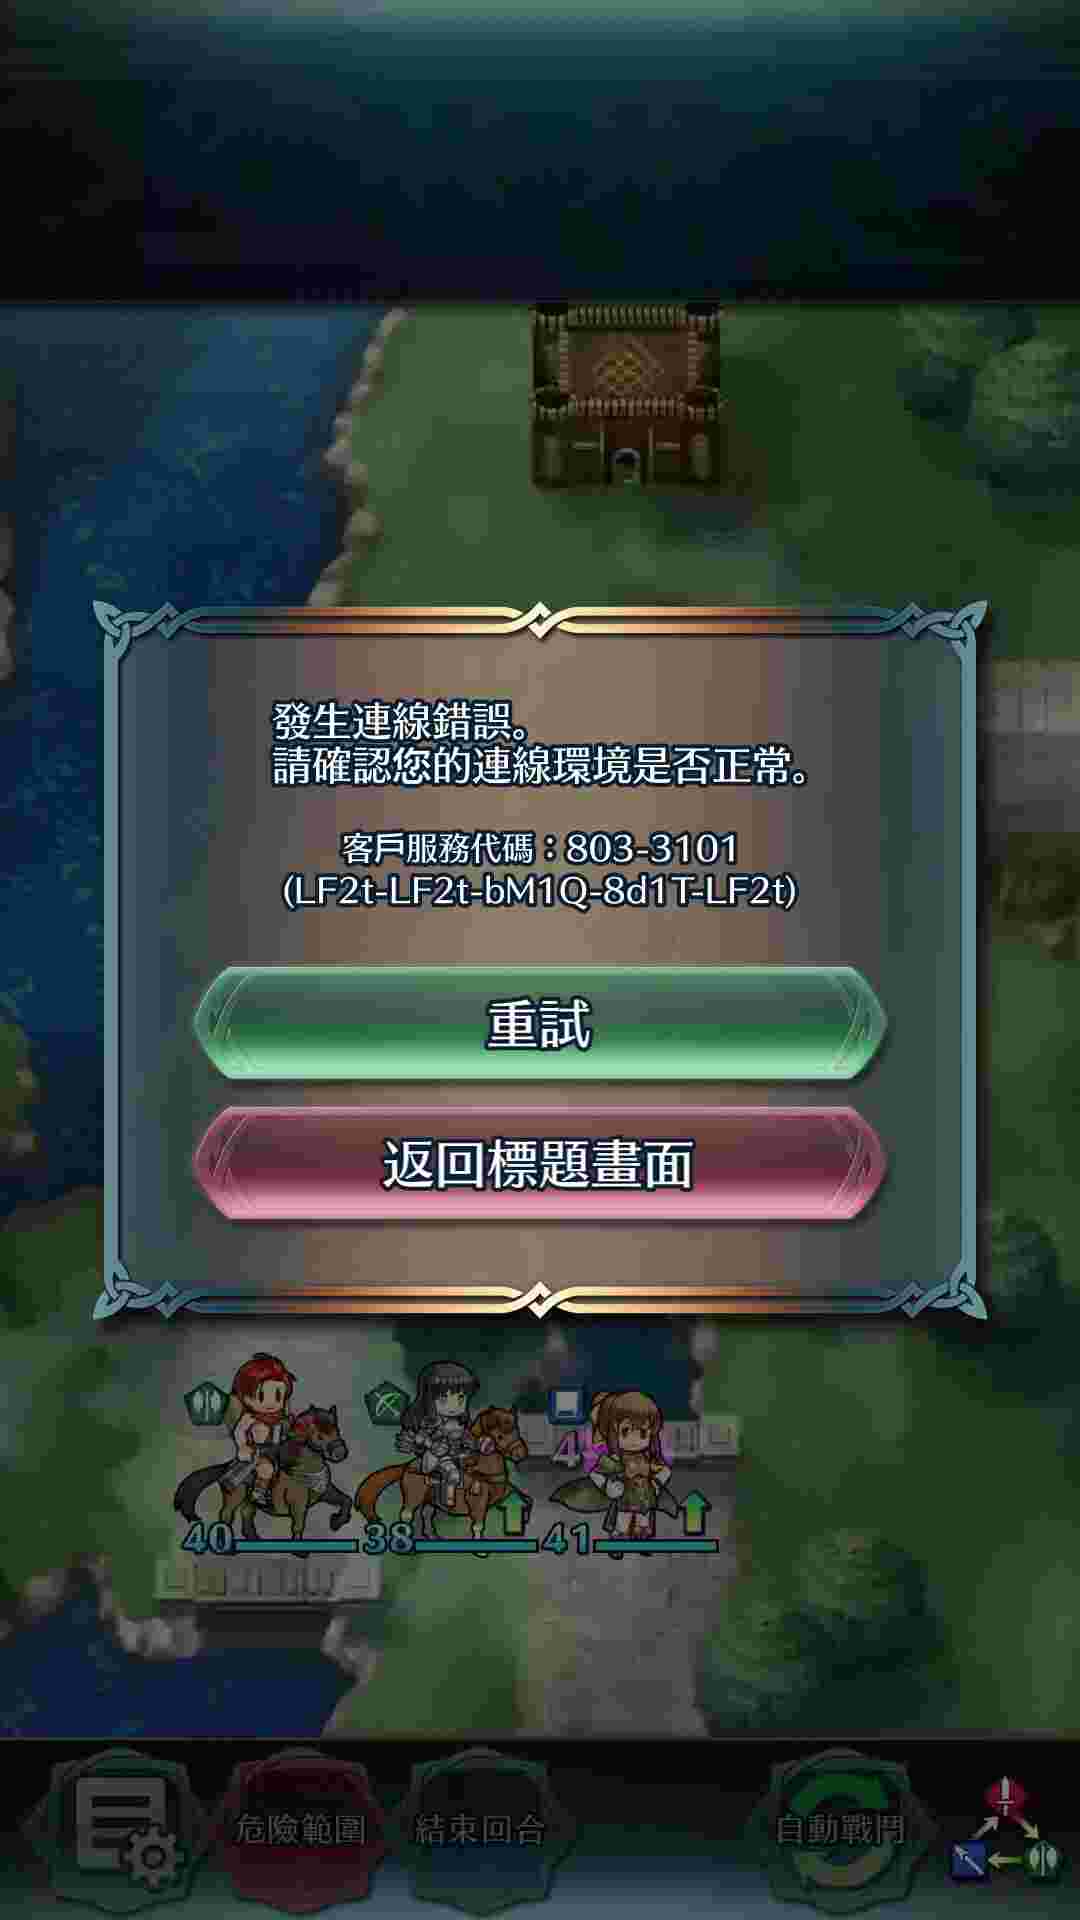 發生連線錯誤。
請確認您的連線環境是否正常。
客戶服務代碼：803-3101
(LF2t-LF2t-bM1Q-8d1T-LF2t)
重試
返回標題畫面
40
38
41
4
危險範圍
結束回合
自動戰鬥